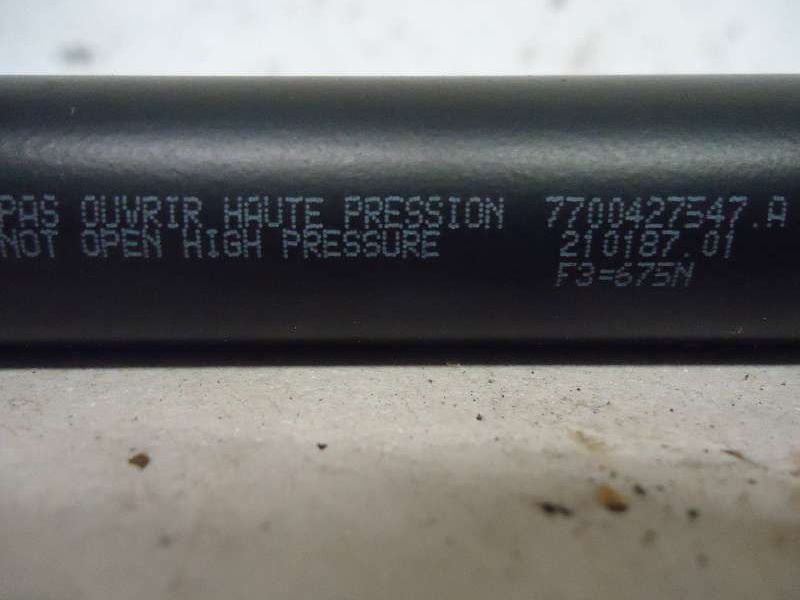 PAS OUVRIR HAUTE PRESSION 7700427547.A
NOT OPEN HIGH PRESSURE 210187.01
F3=675N